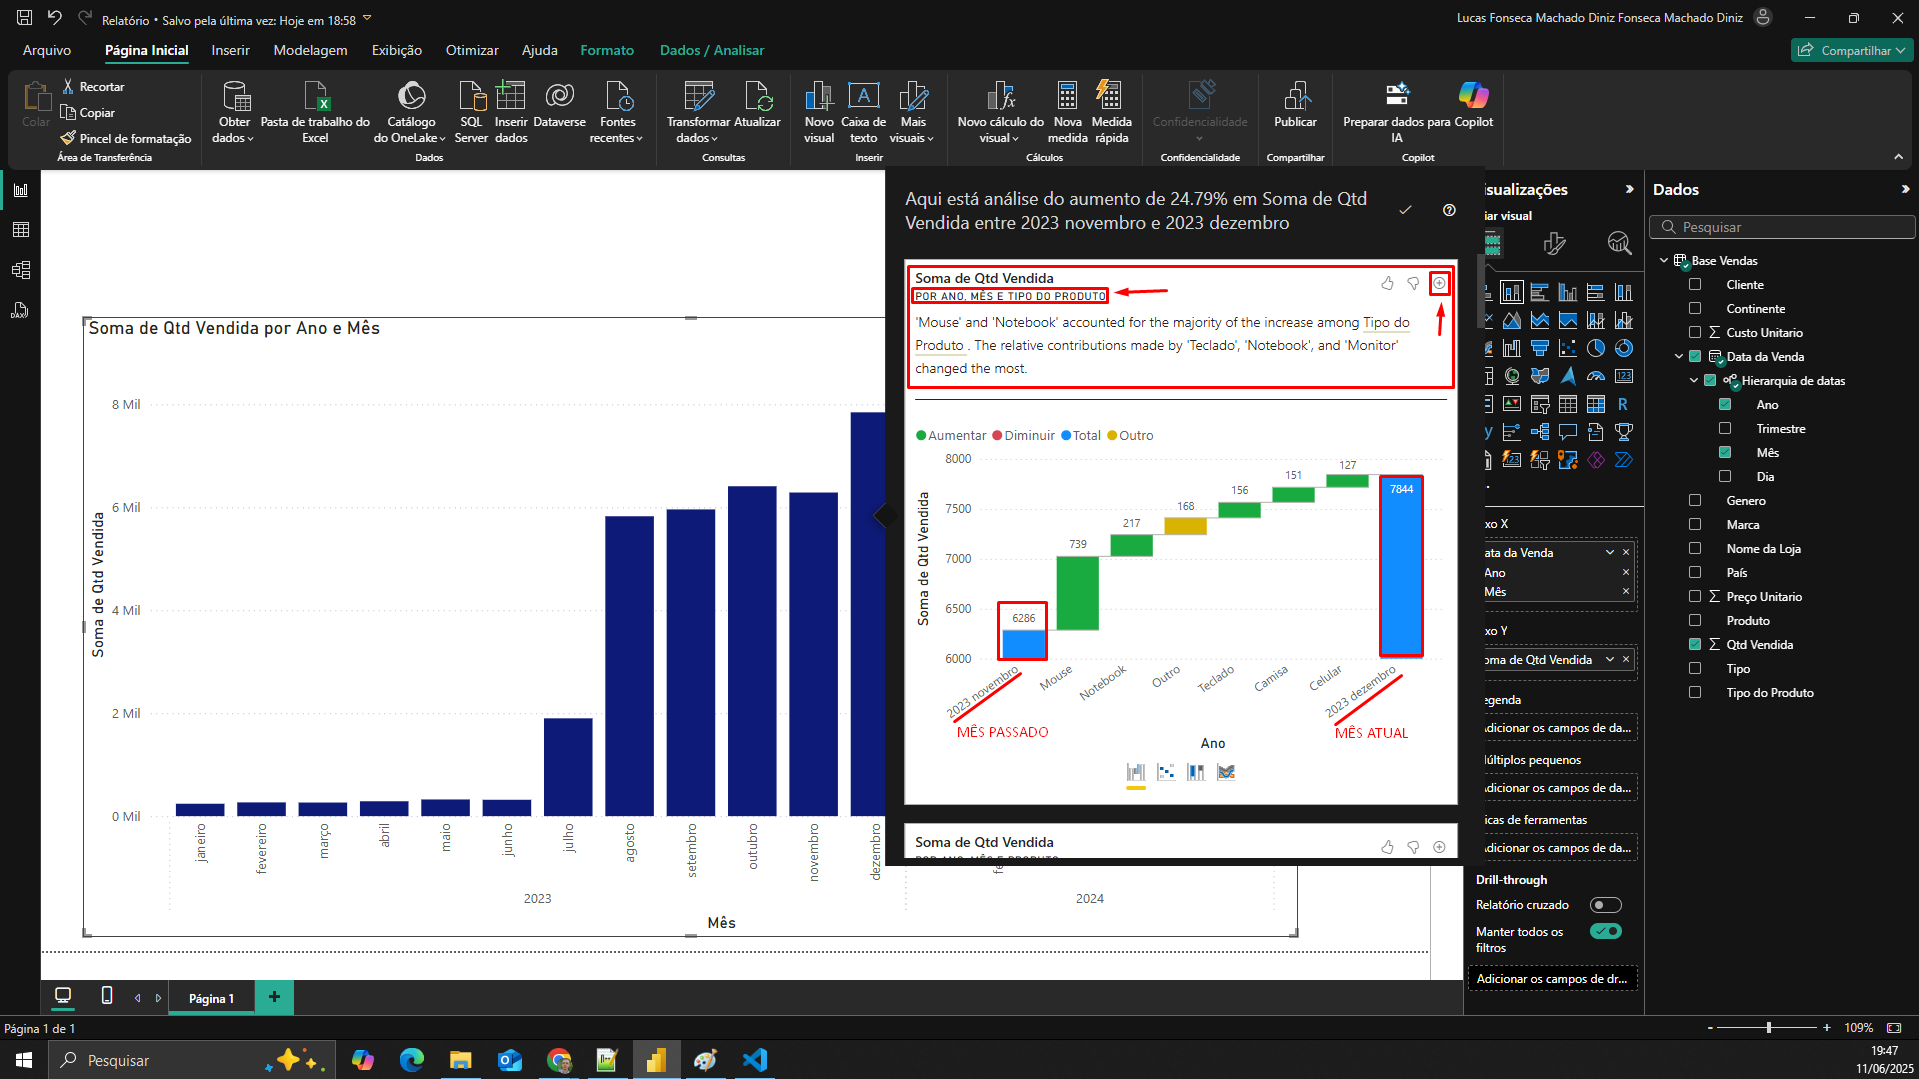 Relatório • Salvo pela última vez: Hoje em 18:58
Lucas Fonseca Machado Diniz Fonseca Machado Diniz
Arquivo
Página Inicial
Inserir
Modelagem
Exibição
Otimizar
Ajuda
Formato
Dados / Analisar
Compartilhar
Colar
Recortar
Copiar
Pincel de formatação
Área de Transferência
Obter dados
Pasta de trabalho do Excel
Catálogo do OneLake
SQL Server
Inserir dados
Dataverse
Fontes recentes
Dados
Transformar dados
Atualizar
Consultas
Novo visual
Caixa de texto
Mais visuais
Inserir
Novo cálculo do visual
Nova medida
Medida rápida
Cálculos
Confidencialidade
Confidencialidade
Publicar
Compartilhar
Preparar dados para IA
Copilot
Copilot
Soma de Qtd Vendida por Ano e Mês
Soma de Qtd Vendida
8 Mil
6 Mil
4 Mil
2 Mil
0 Mil
janeiro
fevereiro
março
abril
maio
junho
julho
agosto
setembro
outubro
novembro
dezembro
fe
2023
2024
Mês
Aqui está análise do aumento de 24.79% em Soma de Qtd
Vendida entre 2023 novembro e 2023 dezembro
Soma de Qtd Vendida
POR ANO, MÊS E TIPO DO PRODUTO
'Mouse' and 'Notebook' accounted for the majority of the increase among Tipo do
Produto . The relative contributions made by 'Teclado', 'Notebook', and 'Monitor'
changed the most.
Aumentar
Diminuir
Total
Outro
Soma de Qtd Vendida
8000
7500
7000
6500
6000
6286
739
217
168
156
151
127
7844
2023 novembro
Mouse
Notebook
Outro
Teclado
Camisa
Celular
2023 dezembro
MÊS PASSADO
MÊS ATUAL
Ano
Soma de Qtd Vendida
POR ANO, MÊS E PRODUTO
sualizações
iar visual
123
R
y
123
xo X
ata da Venda
Ano
Mês
xo Y
oma de Qtd Vendida
egenda
Adicionar os campos de da...
últiplos pequenos
Adicionar os campos de da...
icas de ferramentas
Adicionar os campos de da...
Drill-through
Relatório cruzado
Manter todos os
filtros
Adicionar os campos de dr...
Dados
Pesquisar
Base Vendas
Cliente
Continente
Custo Unitario
Data da Venda
Hierarquia de datas
Ano
Trimestre
Mês
Dia
Genero
Marca
Nome da Loja
País
Preço Unitario
Produto
Qtd Vendida
Tipo
Tipo do Produto
Página 1
Página 1 de 1
109%
Pesquisar
19:47
11/06/2025